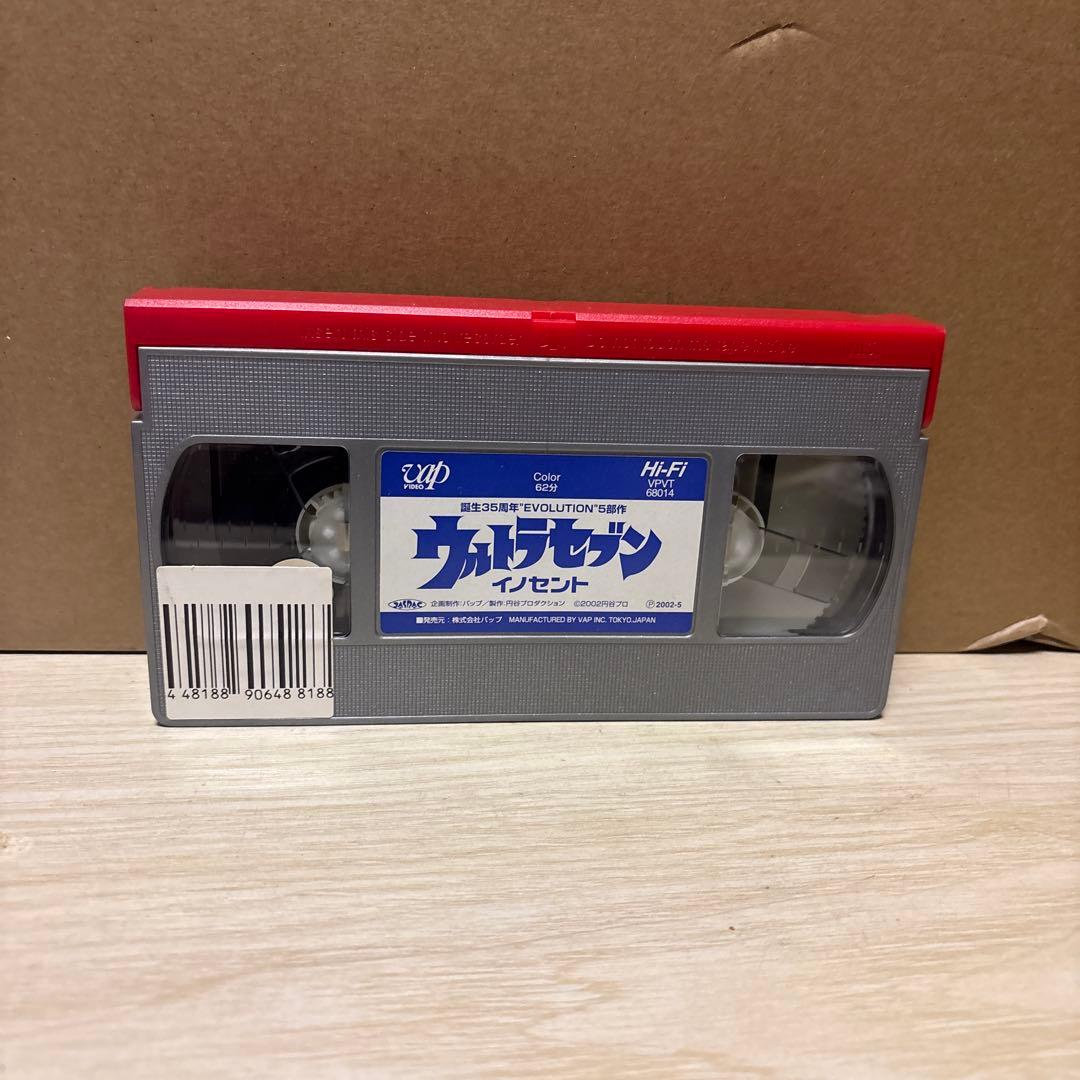 vap
VIDEO
Color
62分
Hi-Fi
VPVT
68014
誕生35周年"EVOLUTION"5部作
ウルトラセブン
イノセント
JASRAC 企画制作:バップ/製作:円谷プロダクション ©2002円谷プロ Ⓟ2002-5
■発売元:株式会社バップ MANUFACTURED BY VAP INC. TOKYO.JAPAN
4 48188 90648 8188